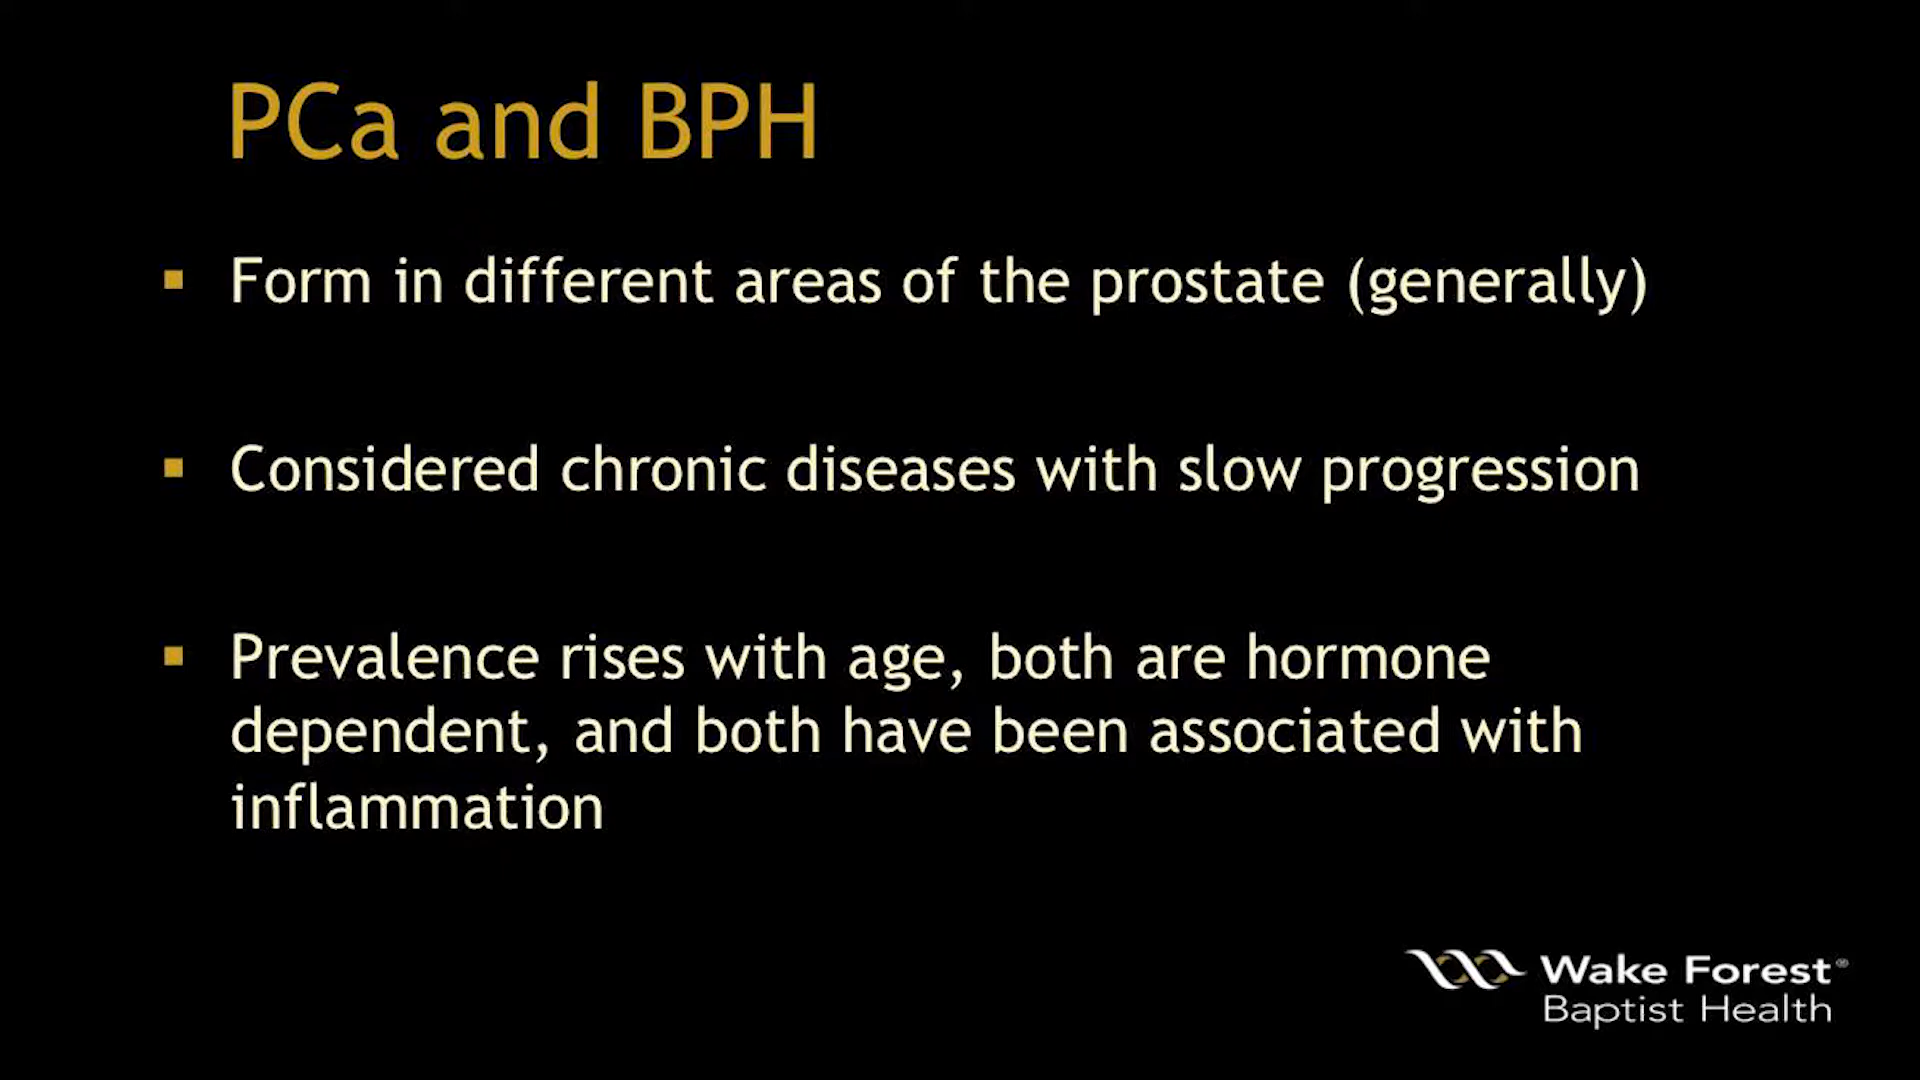 PCa and BPH
Form in different areas of the prostate (generally)
Considered chronic diseases with slow progression
Prevalence rises with age, both are hormone
dependent, and both have been associated with
inflammation
Wake Forest®
Baptist Health